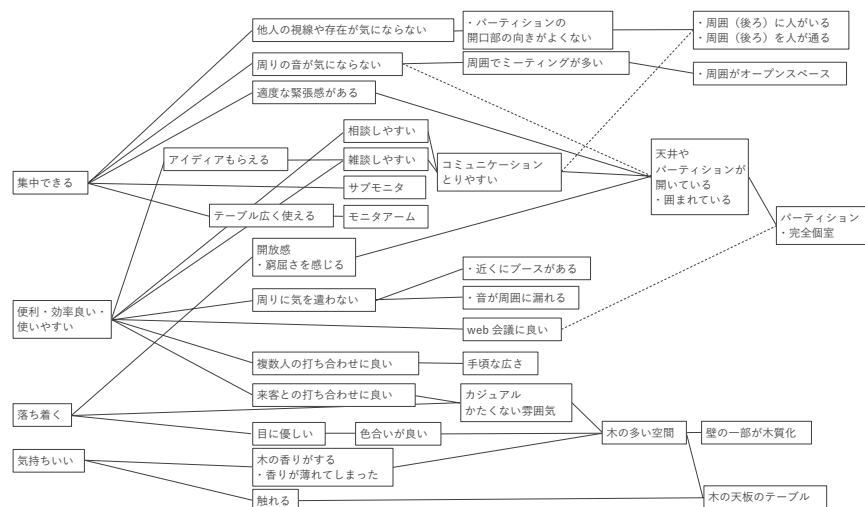 他人の視線や存在が気にならない
・パーティションの
開口部の向きがよくない
・周囲（後ろ）に人がいる
・周囲（後ろ）を人が通る
周りの音が気にならない
周囲でミーティングが多い
・周囲がオープンスペース
適度な緊張感がある
相談しやすい
アイディアもらえる
雑談しやすい
コミュニケーション
とりやすい
天井や
パーティションが
開いている
・囲まれている
集中できる
サブモニタ
テーブル広く使える
モニタアーム
パーティション
・完全個室
開放感
・窮屈さを感じる
・近くにブースがある
周りに気を遣わない
・音が周囲に漏れる
便利・効率良い・
使いやすい
web 会議に良い
複数人の打ち合わせに良い
手頃な広さ
来客との打ち合わせに良い
カジュアル
かたくない雰囲気
落ち着く
目に優しい
色合いが良い
木の多い空間
壁の一部が木質化
気持ちいい
木の香りがする
・香りが薄れてしまった
触れる
木の天板のテーブル